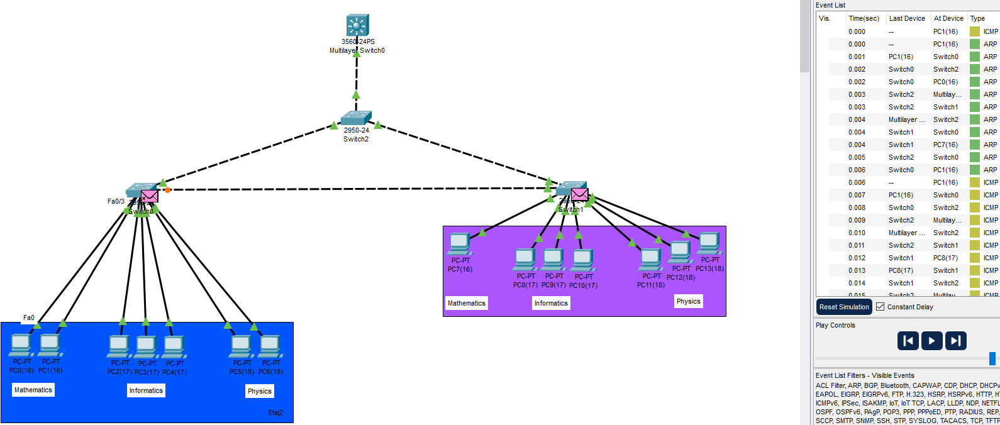 3560-24PS
Multilayer Switch0
2950-24
Switch2
Fa0/3
Switch0
Switch1
Fa0
PC-PT
PC0(16)
PC-PT
PC1(16)
PC-PT
PC2(17)
PC-PT
PC3(17)
PC-PT
PC4(17)
PC-PT
PC5(18)
PC-PT
PC6(18)
Mathematics
Informatics
Physics
Etaj2
PC-PT
PC7(16)
PC-PT
PC8(17)
PC-PT
PC9(17)
PC-PT
PC10(17)
PC-PT
PC11(18)
PC-PT
PC12(18)
PC-PT
PC13(18)
Mathematics
Informatics
Physics
Event List
Vis. Time(sec) Last Device At Device Type
0.000 -- PC1(16) ICMP
0.000 -- PC1(16) ARP
0.001 PC1(16) Switch0 ARP
0.002 Switch0 Switch2 ARP
0.002 Switch0 PC0(16) ARP
0.003 Switch2 Multilay... ARP
0.003 Switch2 Switch1 ARP
0.004 Multilayer ... Switch2 ARP
0.004 Switch1 Switch0 ARP
0.004 Switch1 PC7(16) ARP
0.005 Switch2 Switch0 ARP
0.006 Switch0 PC1(16) ARP
0.006 -- PC1(16) ICMP
0.007 PC1(16) Switch0 ICMP
0.008 Switch0 Switch2 ICMP
0.009 Switch2 Multilay... ICMP
0.010 Multilayer ... Switch2 ICMP
0.011 Switch2 Switch1 ICMP
0.012 Switch1 PC8(17) ICMP
0.013 PC8(17) Switch1 ICMP
0.014 Switch1 Switch2 ICMP
0.015 Switch2 Multilay ICMP
Reset Simulation Constant Delay
Play Controls
Event List Filters - Visible Events
ACL Filter, ARP, BGP, Bluetooth, CAPWAP, CDP, DHCP, DHCPv
EAPOL, EIGRP, EIGRPv6, FTP, H.323, HSRP, HSRPv6, HTTP, HT
ICMPv6, IPSec, ISAKMP, IoT, IoT TCP, LACP, LLDP, NDP, NETFL
OSPF, OSPFv6, PAgP, POP3, PPP, PPPoED, PTP, RADIUS, REP,
SCCP, SMTP, SNMP, SSH, STP, SYSLOG, TACACS, TCP, TFTP